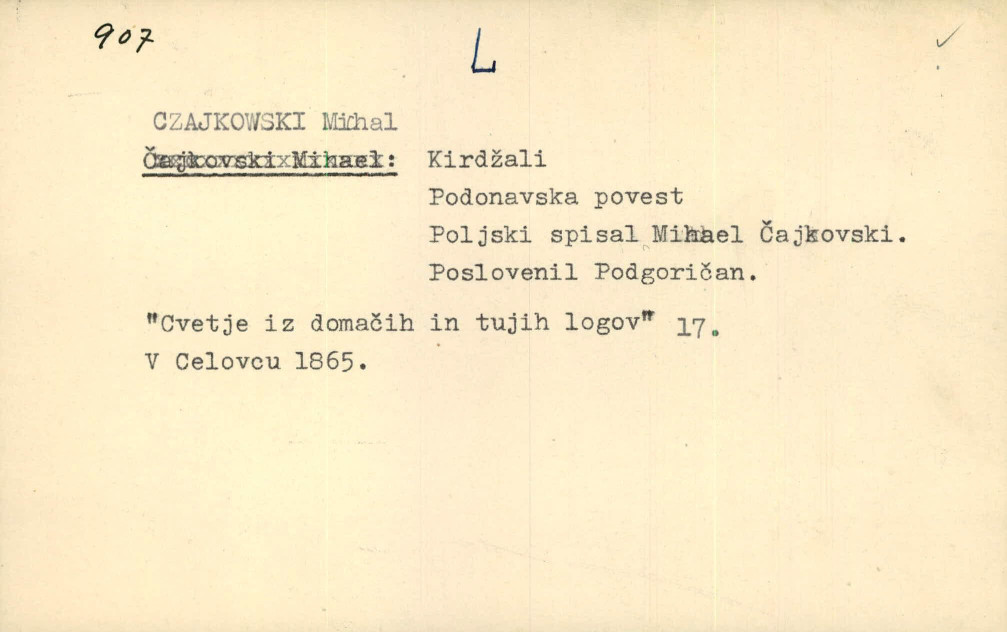 907
L
CZAJKOWSKI Michal
Čajkovski Mihael: Kirdžali
Podonavska povest
Poljski spisal Mihael Čajkovski.
Poslovenil Podgoričan.
"Cvetje iz domačih in tujih logov" 17.
V Celovcu 1865.